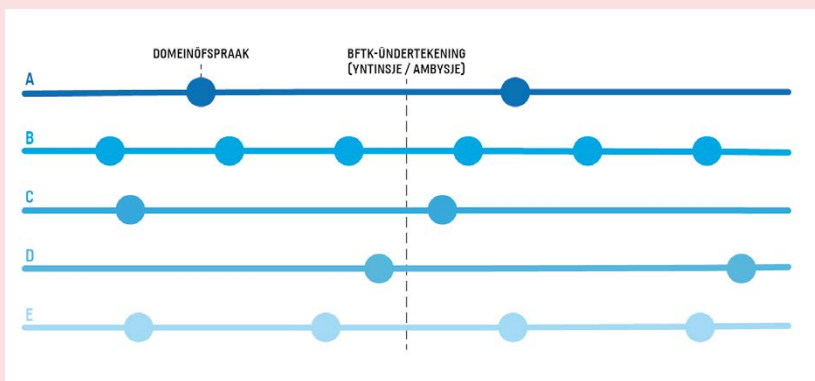 DOMEINÔFSPRAAK
BFTK-ÛNDERTEKENING
(YNTINSJE / AMBYSJE)
A
B
C
D
E